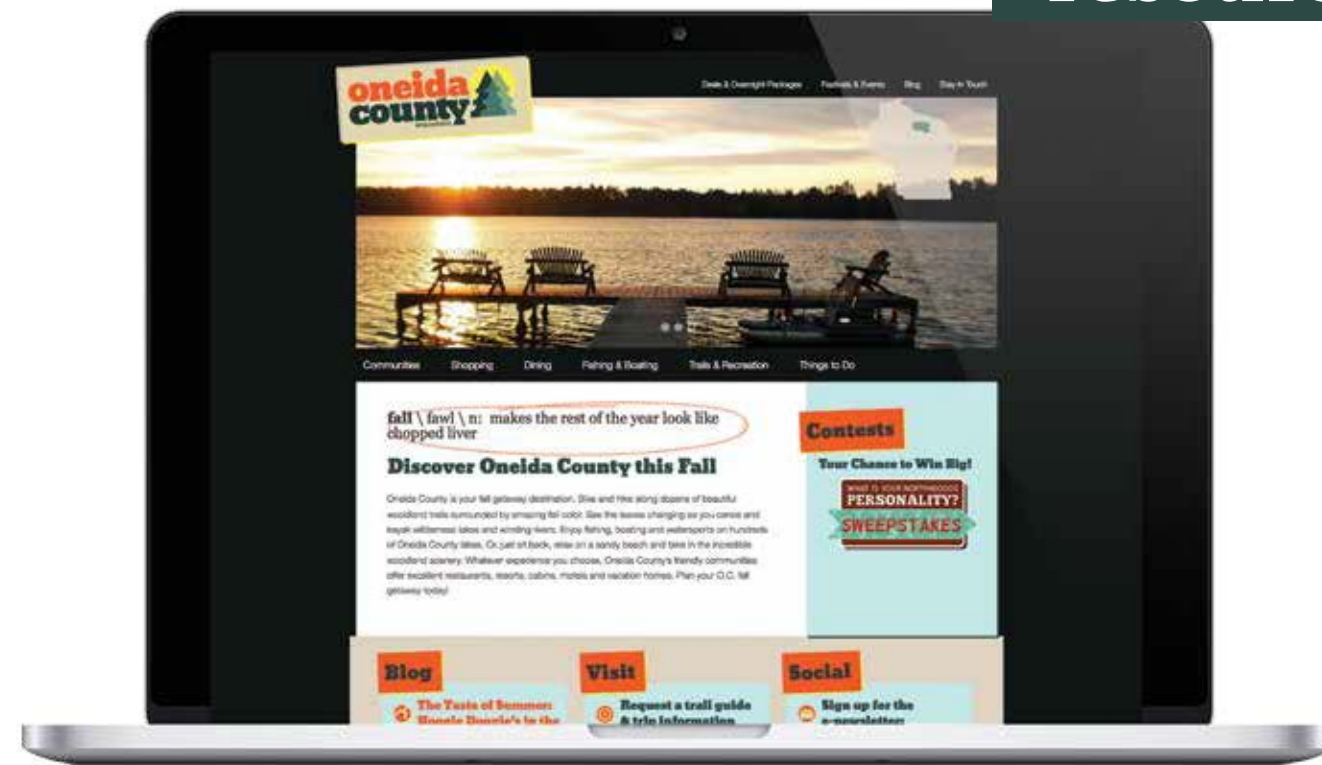 oneida
county
Deals & Overnight Packages Festivals & Events Blog Stay In Touch
Communities Shopping Dining Fishing & Boating Trails & Recreation Things to Do
fall \ fawl \ n: makes the rest of the year look like
chopped liver
Discover Oneida County this Fall
Oneida County is your fall getaway destination. Bike and hike along dozens of beautiful
woodland trails surrounded by amazing fall color. See the leaves changing as you canoe and
kayak wilderness lakes and winding rivers. Enjoy fishing, boating and watersports on hundreds
of Oneida County lakes. Or, just sit back, relax on a sandy beach and take in the incredible
woodland scenery. Whatever experience you choose, Oneida County's friendly communities
offer excellent restaurants, resorts, cabins, motels and vacation homes. Plan your O.C. fall
getaway today!
Contests
Your Chance to Win Big!
WHAT IS YOUR NORTHWOODS
PERSONALITY?
SWEEPSTAKES
Blog
The Taste of Summer:
in the
Visit
Request a trail guide
& trip information
Social
Sign up for the
e-newsletter: